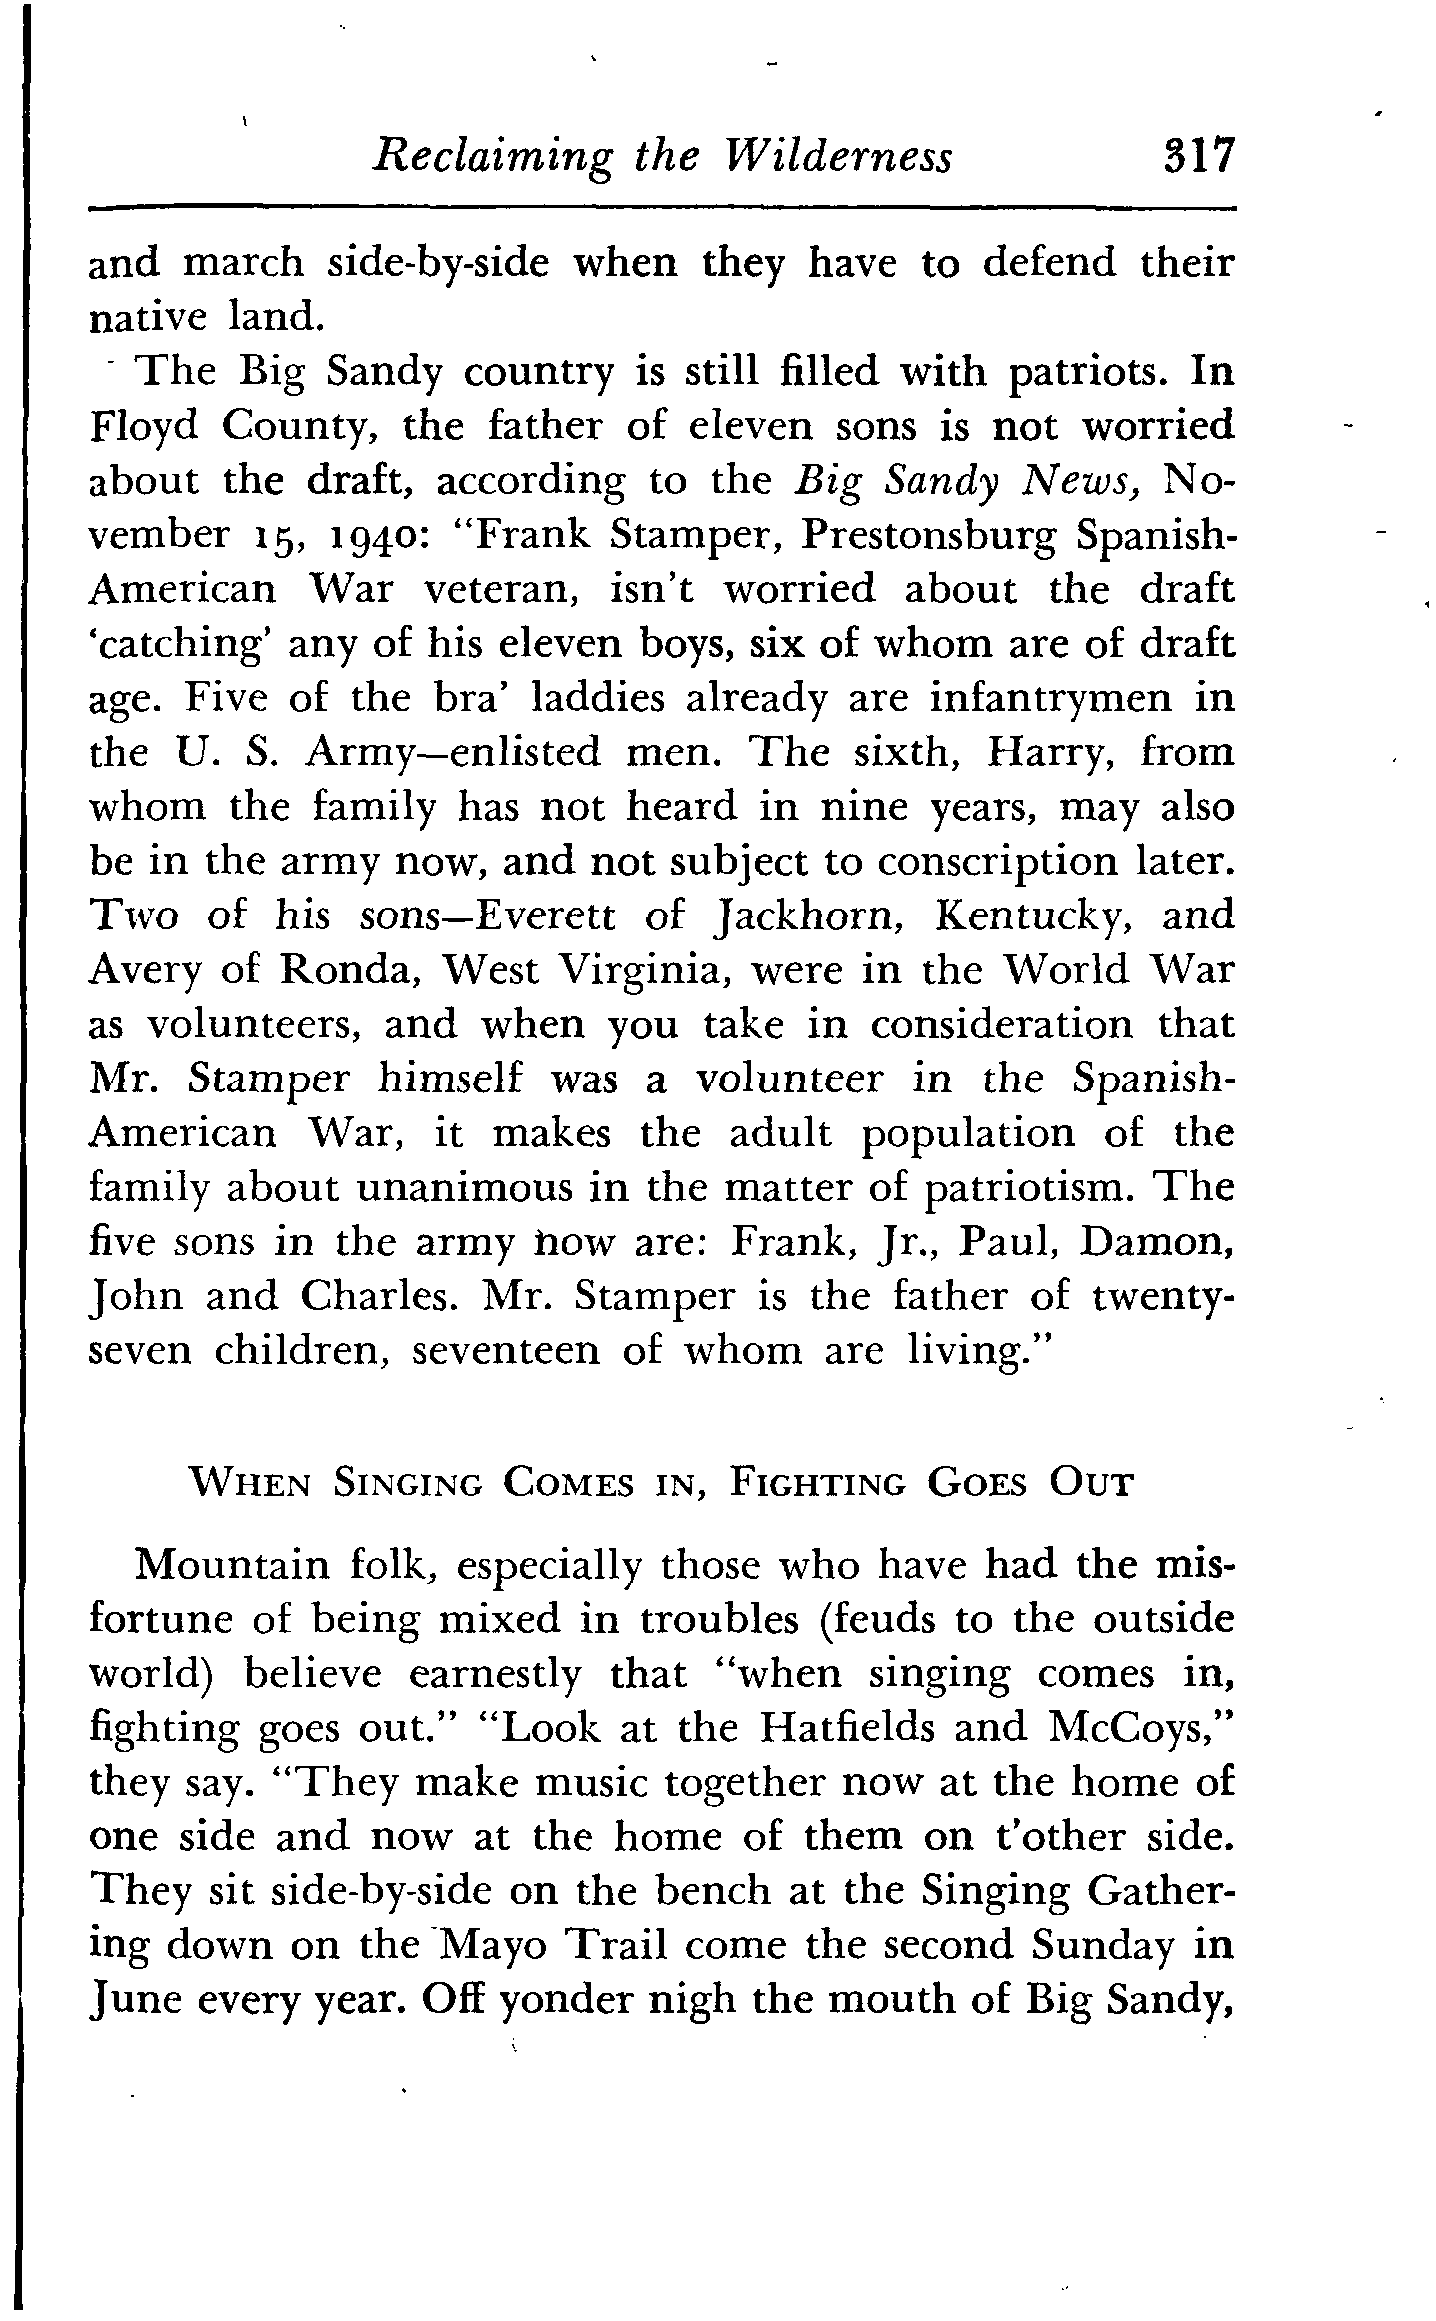 Reclaiming the Wilderness 317
and march side-by-side when they have to defend their
native land.
The Big Sandy country is still filled with patriots. In
Floyd County, the father of eleven sons is not worried
about the draft, according to the Big Sandy News, No-
vember 15, 1940: “Frank Stamper, Prestonsburg Spanish-
American War veteran, isn’t worried about the draft
‘catching’ any of his eleven boys, six of whom are of draft
age. Five of the bra’ laddies already are infantrymen in
the U. S. Army—enlisted men. The sixth, Harry, from
whom the family has not heard in nine years, may also
be in the army now, and not subject to conscription later.
Two of his sons—Everett of Jackhorn, Kentucky, and
Avery of Ronda, West Virginia, were in the World War
as volunteers, and when you take in consideration that
Mr. Stamper himself was a volunteer in the Spanish-
American War, it makes the adult population of the
family about unanimous in the matter of patriotism. The
five sons in the army now are: Frank, Jr., Paul, Damon,
John and Charles. Mr. Stamper is the father of twenty-
seven children, seventeen of whom are living.”
When Singing Comes in, Fighting Goes Out
Mountain folk, especially those who have had the mis-
fortune of being mixed in troubles (feuds to the outside
world) believe earnestly that “when singing comes in,
fighting goes out.” “Look at the Hatfields and McCoys,”
they say. “They make music together now at the home of
one side and now at the home of them on t’other side.
They sit side-by-side on the bench at the Singing Gather-
ing down on the Mayo Trail come the second Sunday in
June every year. Off yonder nigh the mouth of Big Sandy,